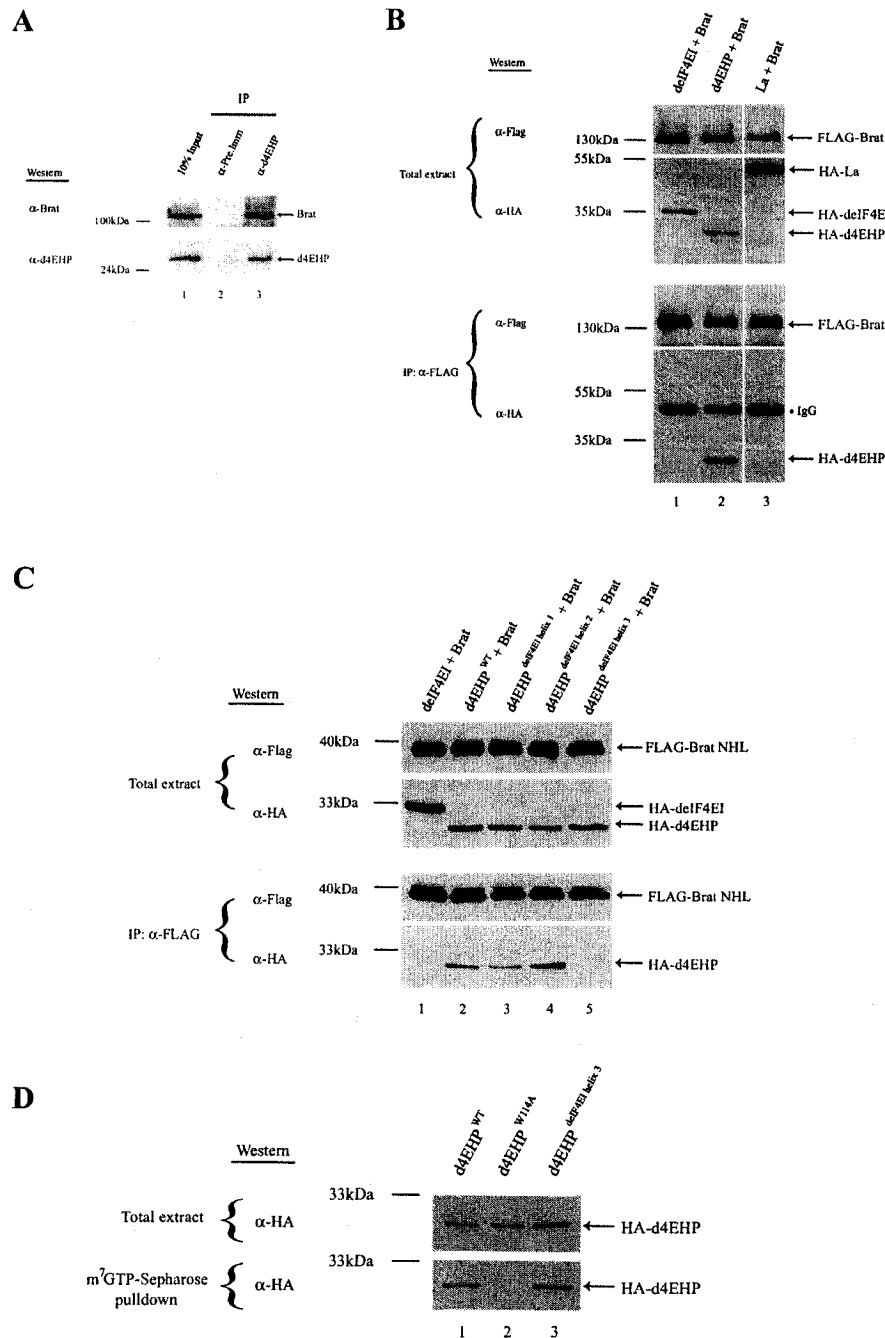 A
IP
10% Input
α-Pre.Imm
α-d4EHP
Western
α-Brat
100kDa
Brat
α-d4EHP
24kDa
d4EHP
1 2 3
B
Western
deIF4EI + Brat
d4EHP + Brat
La + Brat
Total extract
α-Flag
130kDa
FLAG-Brat
55kDa
HA-La
α-HA
35kDa
HA-deIF4E
HA-d4EHP
IP: α-FLAG
α-Flag
130kDa
FLAG-Brat
55kDa
α-HA
• IgG
35kDa
HA-d4EHP
1 2 3
C
Western
deIF4EI + Brat
d4EHP WT + Brat
d4EHP deIF4EI helix 1 + Brat
d4EHP deIF4EI helix 2 + Brat
d4EHP deIF4EI helix 3 + Brat
Total extract
α-Flag
40kDa
FLAG-Brat NHL
α-HA
33kDa
HA-deIF4EI
HA-d4EHP
IP: α-FLAG
α-Flag
40kDa
FLAG-Brat NHL
α-HA
33kDa
HA-d4EHP
1 2 3 4 5
D
Western
d4EHP WT
d4EHP W114A
d4EHP deIF4EI helix 3
Total extract
α-HA
33kDa
HA-d4EHP
m⁷GTP-Sepharose
pulldown
α-HA
33kDa
HA-d4EHP
1 2 3